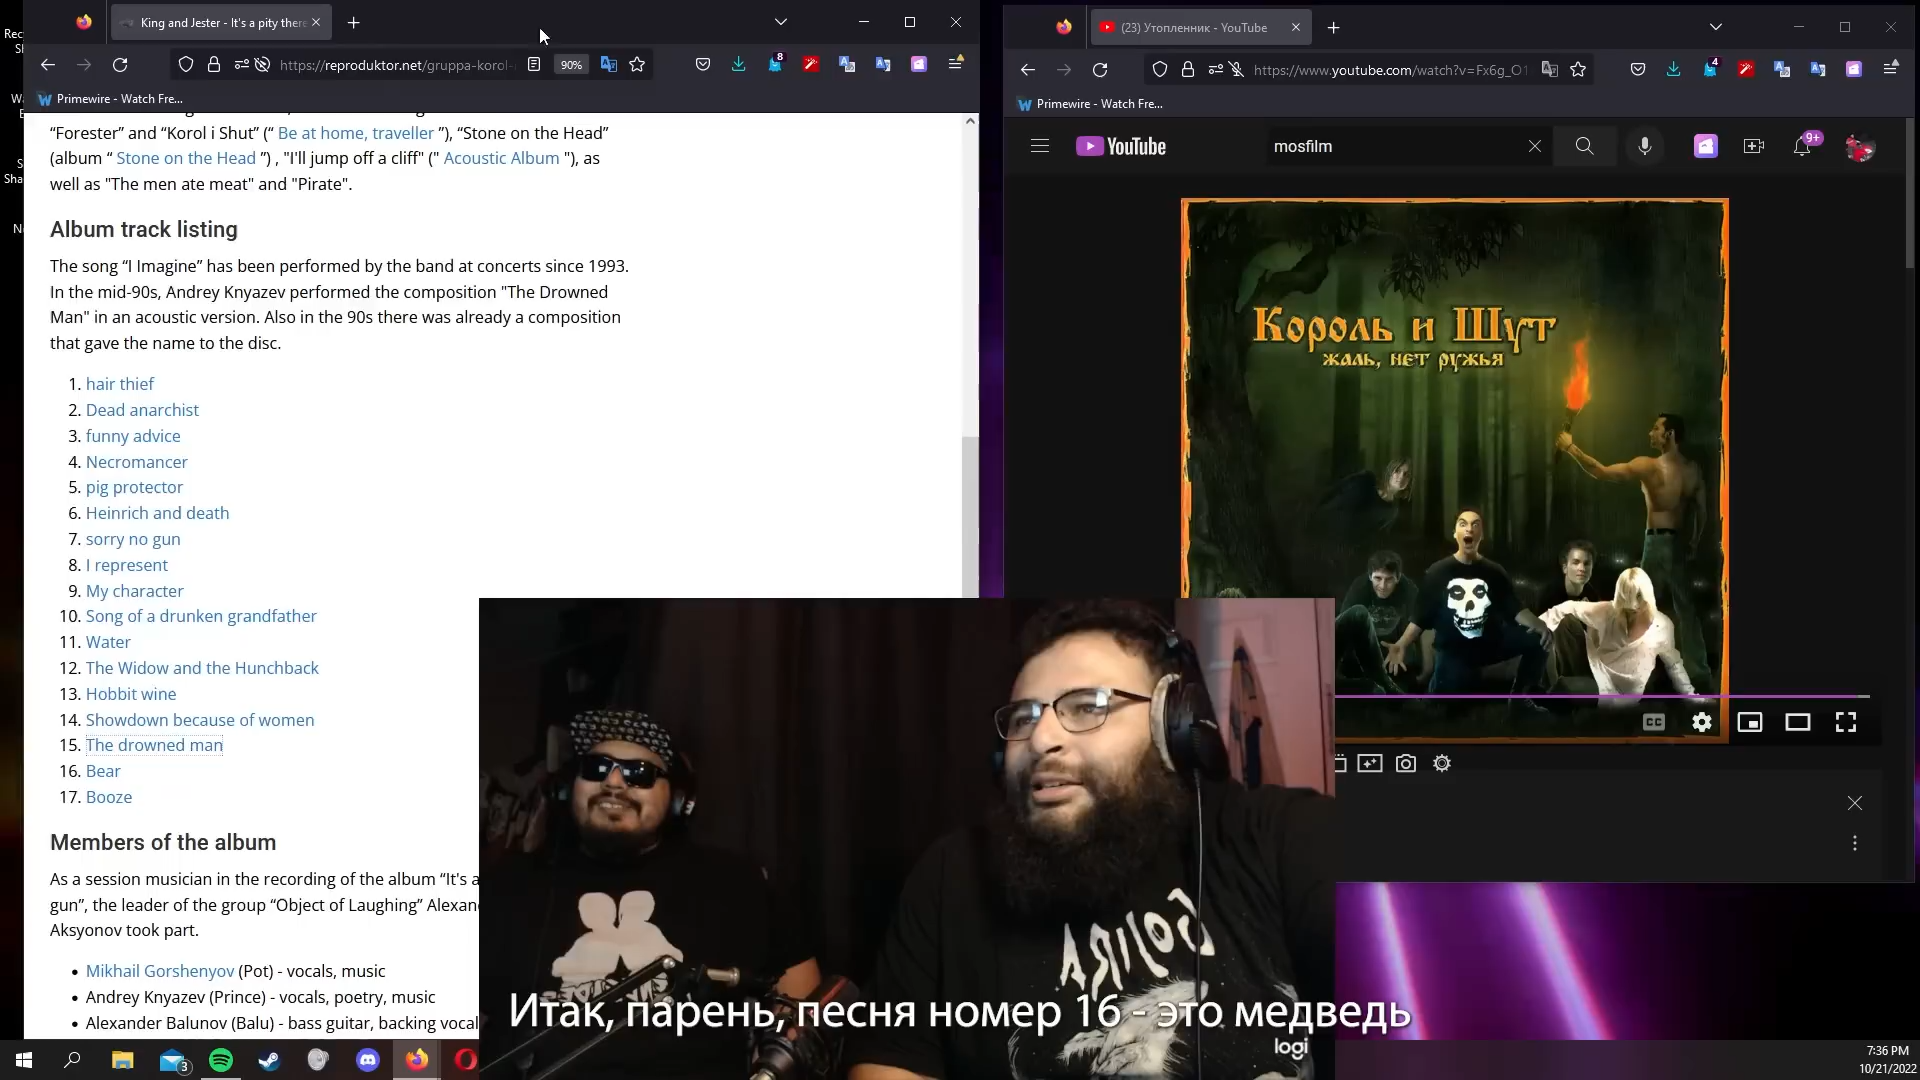 Rec
Sh
Wa
E
S
Sha
N
King and Jester - It's a pity there
https://reproduktor.net/gruppa-korol-
90%
8
Primewire - Watch Fre...
“Forester” and “Korol i Shut” (“ Be at home, traveller ”), “Stone on the Head”
(album “ Stone on the Head ”) , "I'll jump off a cliff" (" Acoustic Album "), as
well as "The men ate meat" and "Pirate".
Album track listing
The song “I Imagine” has been performed by the band at concerts since 1993.
In the mid-90s, Andrey Knyazev performed the composition "The Drowned
Man" in an acoustic version. Also in the 90s there was already a composition
that gave the name to the disc.
1. hair thief
2. Dead anarchist
3. funny advice
4. Necromancer
5. pig protector
6. Heinrich and death
7. sorry no gun
8. I represent
9. My character
10. Song of a drunken grandfather
11. Water
12. The Widow and the Hunchback
13. Hobbit wine
14. Showdown because of women
15. The drowned man
16. Bear
17. Booze
Members of the album
As a session musician in the recording of the album “It's a
gun”, the leader of the group “Object of Laughing” Alexan
Aksyonov took part.
• Mikhail Gorshenyov (Pot) - vocals, music
• Andrey Knyazev (Prince) - vocals, poetry, music
• Alexander Balunov (Balu) - bass guitar, backing vocal
(23) Утопленник - YouTube
https://www.youtube.com/watch?v=Fx6g_O1
4
Primewire - Watch Fre...
YouTube
mosfilm
9+
Король и Шут
жаль, нет ружья
CC
GOJIRA
Итак, парень, песня номер 16 - это медведь
logi
3
7:36 PM
10/21/2022